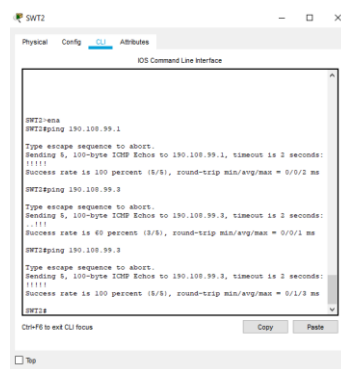 SWT2
Physical Config CLI Attributes
IOS Command Line Interface
SWT2>ena
SWT2#ping 190.108.99.1
Type escape sequence to abort.
Sending 5, 100-byte ICMP Echos to 190.108.99.1, timeout is 2 seconds:
!!!!!
Success rate is 100 percent (5/5), round-trip min/avg/max = 0/0/2 ms
SWT2#ping 190.108.99.3
Type escape sequence to abort.
Sending 5, 100-byte ICMP Echos to 190.108.99.3, timeout is 2 seconds:
..!!!
Success rate is 60 percent (3/5), round-trip min/avg/max = 0/0/1 ms
SWT2#ping 190.108.99.3
Type escape sequence to abort.
Sending 5, 100-byte ICMP Echos to 190.108.99.3, timeout is 2 seconds:
!!!!!
Success rate is 100 percent (5/5), round-trip min/avg/max = 0/1/3 ms
SWT2#
Ctrl+F6 to exit CLI focus
Copy Paste
Top